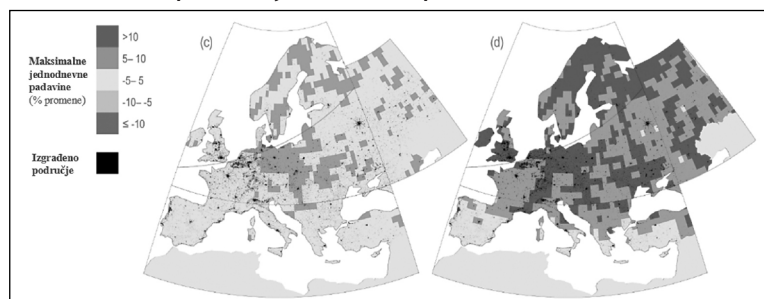 Maksimalne
jednodnevne
padavine
(% promene)
>10
5– 10
-5– 5
-10– -5
≤ -10
Izgrađeno
područje
(c)
(d)